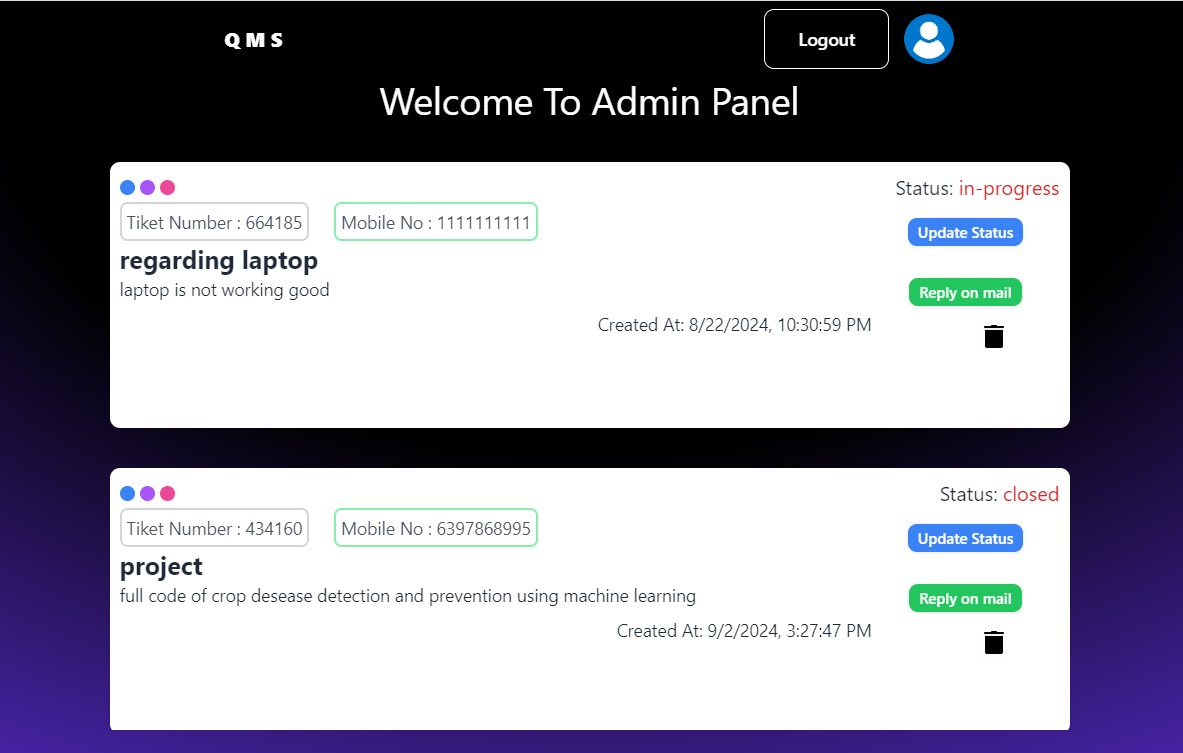 QMS
Logout
Welcome To Admin Panel
Status: in-progress
Tiket Number : 664185
Mobile No : 1111111111
Update Status
regarding laptop
laptop is not working good
Reply on mail
Created At: 8/22/2024, 10:30:59 PM
Status: closed
Tiket Number : 434160
Mobile No : 6397868995
Update Status
project
full code of crop desease detection and prevention using machine learning
Reply on mail
Created At: 9/2/2024, 3:27:47 PM